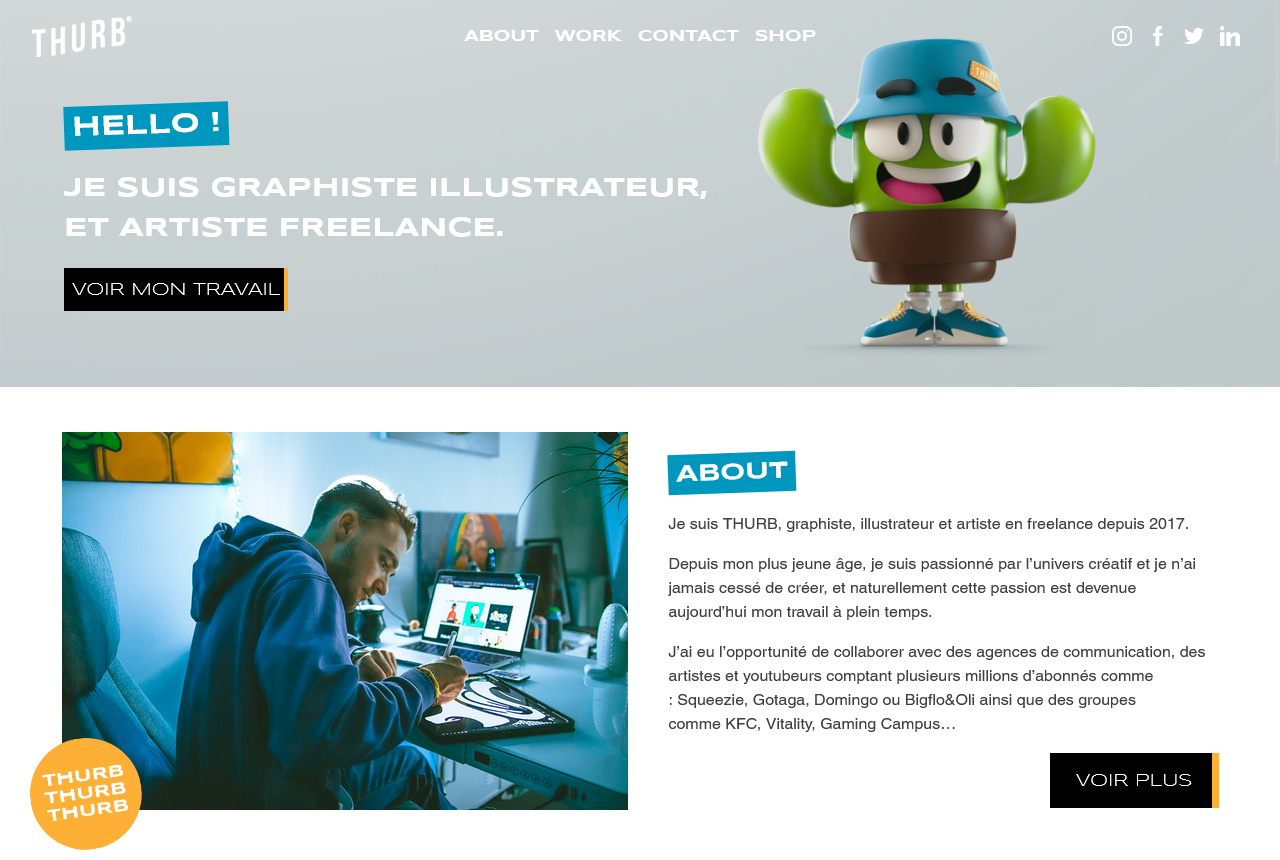 THURB
ABOUT WORK CONTACT SHOP
THURB
HELLO !
JE SUIS GRAPHISTE ILLUSTRATEUR,
ET ARTISTE FREELANCE.
VOIR MON TRAVAIL
ABOUT
Je suis THURB, graphiste, illustrateur et artiste en freelance depuis 2017.
Depuis mon plus jeune âge, je suis passionné par l’univers créatif et je n’ai
jamais cessé de créer, et naturellement cette passion est devenue
aujourd’hui mon travail à plein temps.
J’ai eu l’opportunité de collaborer avec des agences de communication, des
artistes et youtubeurs comptant plusieurs millions d’abonnés comme
: Squeezie, Gotaga, Domingo ou Bigflo&Oli ainsi que des groupes
comme KFC, Vitality, Gaming Campus…
VOIR PLUS
THURB
THURB
THURB